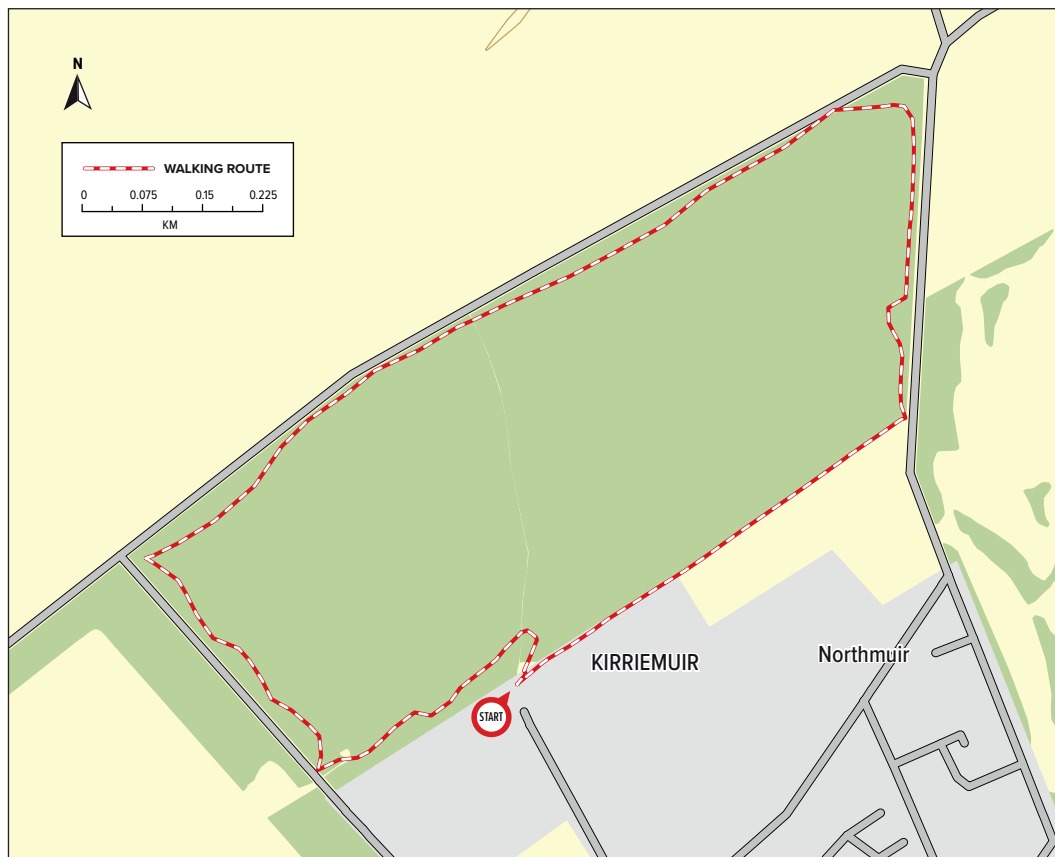 N
WALKING ROUTE
0 0.075 0.15 0.225
KM
KIRRIEMUIR
Northmuir
START